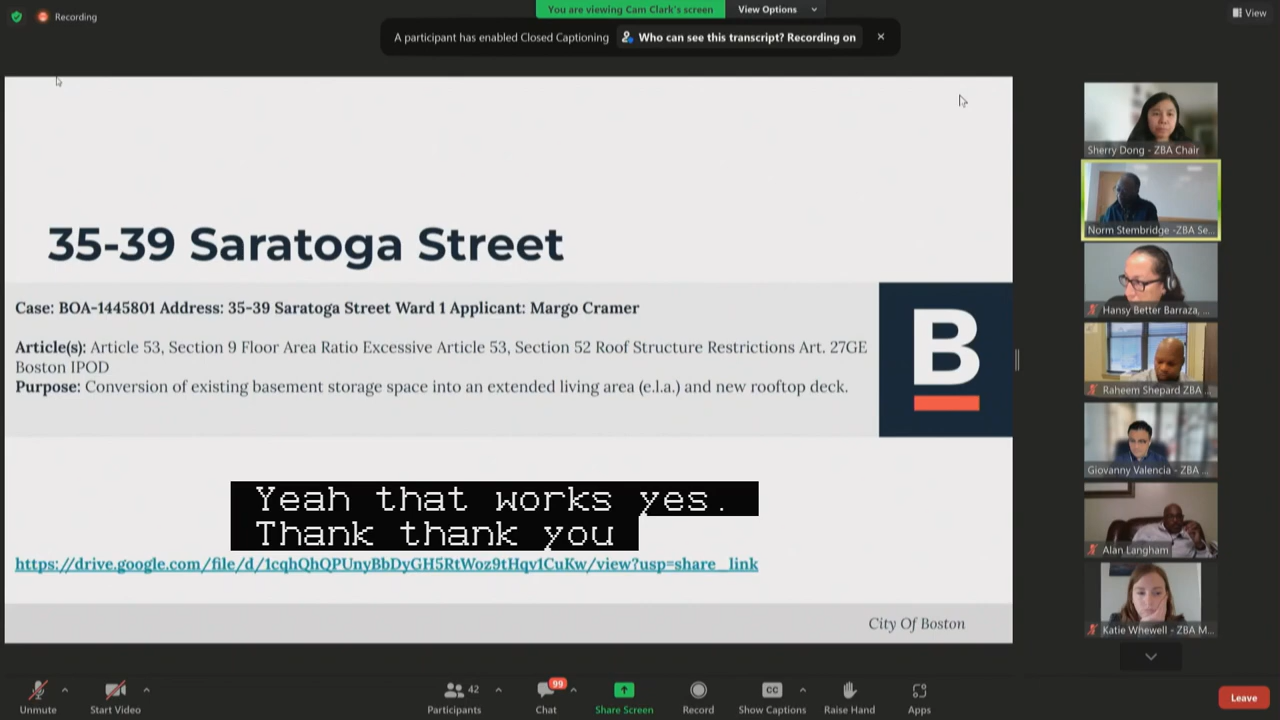 Recording
You are viewing Cam Clark's screen
View Options
View
A participant has enabled Closed Captioning
Who can see this transcript? Recording on
35-39 Saratoga Street
Case: BOA-1445801 Address: 35-39 Saratoga Street Ward 1 Applicant: Margo Cramer
Article(s): Article 53, Section 9 Floor Area Ratio Excessive Article 53, Section 52 Roof Structure Restrictions Art. 27GE
Boston IPOD
Purpose: Conversion of existing basement storage space into an extended living area (e.l.a.) and new rooftop deck.
B
Yeah that works yes.
Thank thank you
https://drive.google.com/file/d/1cqhQhQPUnyBbDyGH5RtWoz9tHqv1CuKw/view?usp=share_link
City Of Boston
Sherry Dong - ZBA Chair
Norm Stembridge -ZBA Se...
Hansy Better Barraza, ...
Raheem Shepard ZBA ...
Giovanny Valencia - ZBA ...
Alan Langham
Katie Whewell - ZBA M...
Unmute
Start Video
42
Participants
99
Chat
Share Screen
Record
CC
Show Captions
Raise Hand
Apps
Leave